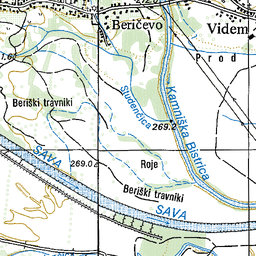 Beričevo
Videm
Prod
Beriški travniki
Studenčica
Kamniška Bistrica
269.2
SAVA
269.0
Roje
Beriški travniki
SAVA